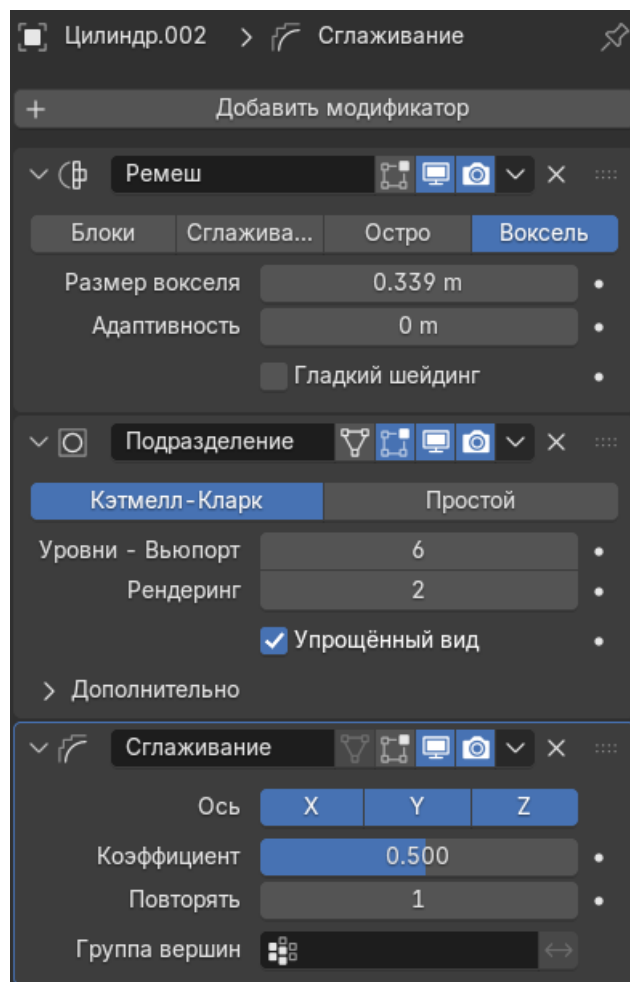 Цилиндр.002 > Сглаживание
+ Добавить модификатор
Ремеш
Блоки Сглажива... Остро Воксель
Размер вокселя 0.339 m
Адаптивность 0 m
Гладкий шейдинг
Подразделение
Кэтмелл-Кларк Простой
Уровни - Вьюпорт 6
Рендеринг 2
Упрощённый вид
> Дополнительно
Сглаживание
Ось X Y Z
Коэффициент 0.500
Повторять 1
Группа вершин